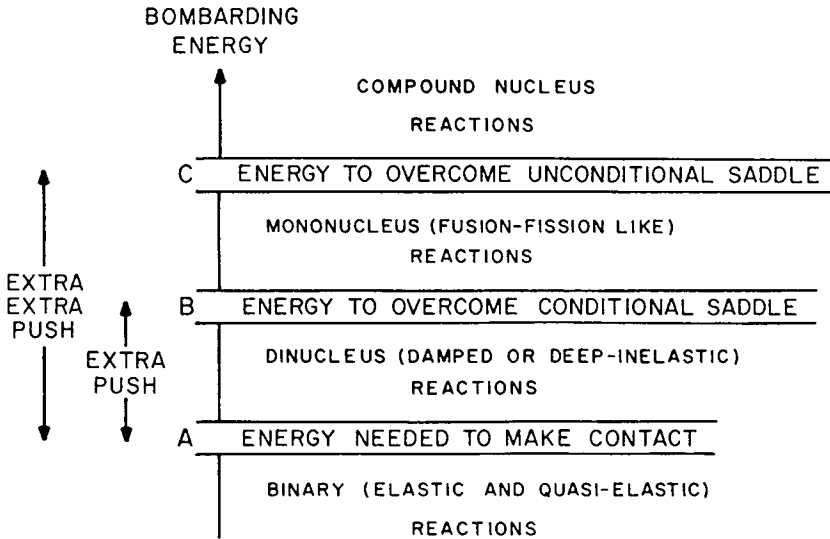 BOMBARDING
ENERGY
COMPOUND NUCLEUS
REACTIONS
C ENERGY TO OVERCOME UNCONDITIONAL SADDLE
MONONUCLEUS (FUSION-FISSION LIKE)
REACTIONS
EXTRA
EXTRA
PUSH
B ENERGY TO OVERCOME CONDITIONAL SADDLE
EXTRA
PUSH
DINUCLEUS (DAMPED OR DEEP-INELASTIC)
REACTIONS
A ENERGY NEEDED TO MAKE CONTACT
BINARY (ELASTIC AND QUASI-ELASTIC)
REACTIONS